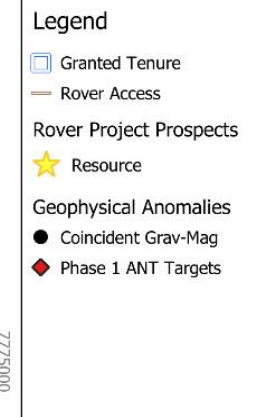 Legend
Granted Tenure
Rover Access
Rover Project Prospects
Resource
Geophysical Anomalies
Coincident Grav-Mag
Phase 1 ANT Targets
7775000